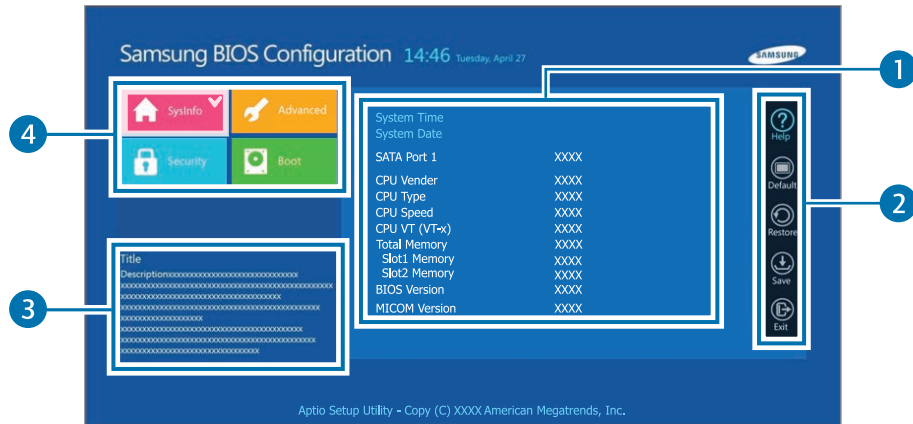 Samsung BIOS Configuration 14:46 Tuesday, April 27
SAMSUNG
1
SysInfo
Advanced
Security
Boot
4
System Time
System Date
SATA Port 1 XXXX
CPU Vender XXXX
CPU Type XXXX
CPU Speed XXXX
CPU VT (VT-x) XXXX
Total Memory XXXX
Slot1 Memory XXXX
Slot2 Memory XXXX
BIOS Version XXXX
MICOM Version XXXX
?
Help
Default
Restore
Save
Exit
2
Title
Descriptionxxxxxxxxxxxxxxxxxxxxxxxxxxxxxx
3
Aptio Setup Utility - Copy (C) XXXX American Megatrends, Inc.